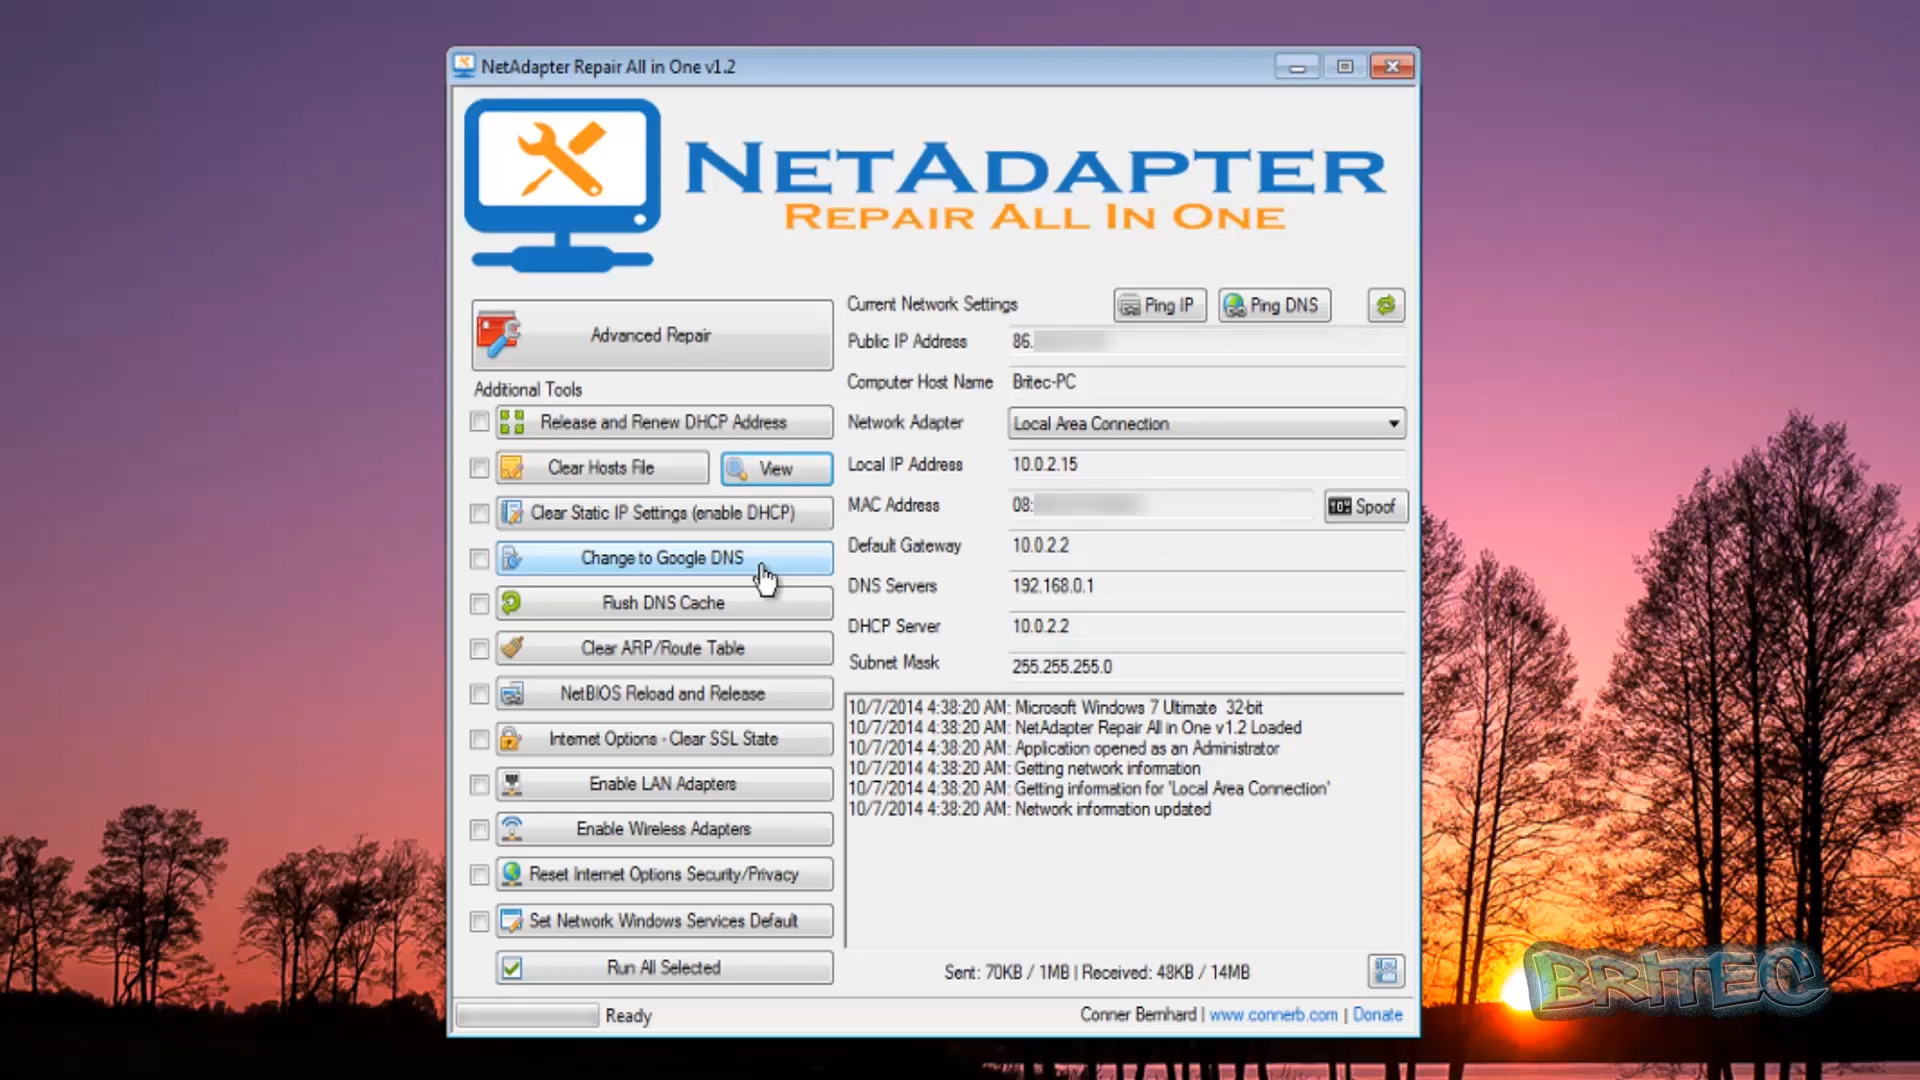 NetAdapter Repair All in One v1.2
NETADAPTER
REPAIR ALL IN ONE
Advanced Repair
Additional Tools
Release and Renew DHCP Address
Clear Hosts File
View
Clear Static IP Settings (enable DHCP)
Change to Google DNS
Flush DNS Cache
Clear ARP/Route Table
NetBIOS Reload and Release
Internet Options - Clear SSL State
Enable LAN Adapters
Enable Wireless Adapters
Reset Internet Options Security/Privacy
Set Network Windows Services Default
Run All Selected
Current Network Settings
Ping IP
Ping DNS
Public IP Address 86.
Computer Host Name Britec-PC
Network Adapter Local Area Connection
Local IP Address 10.0.2.15
MAC Address 08:
Spoof
Default Gateway 10.0.2.2
DNS Servers 192.168.0.1
DHCP Server 10.0.2.2
Subnet Mask 255.255.255.0
10/7/2014 4:38:20 AM: Microsoft Windows 7 Ultimate 32-bit
10/7/2014 4:38:20 AM: NetAdapter Repair All in One v1.2 Loaded
10/7/2014 4:38:20 AM: Application opened as an Administrator
10/7/2014 4:38:20 AM: Getting network information
10/7/2014 4:38:20 AM: Getting information for 'Local Area Connection'
10/7/2014 4:38:20 AM: Network information updated
Sent: 70KB / 1MB | Received: 48KB / 14MB
Ready
Conner Bernhard | www.connerb.com | Donate
BRITEC